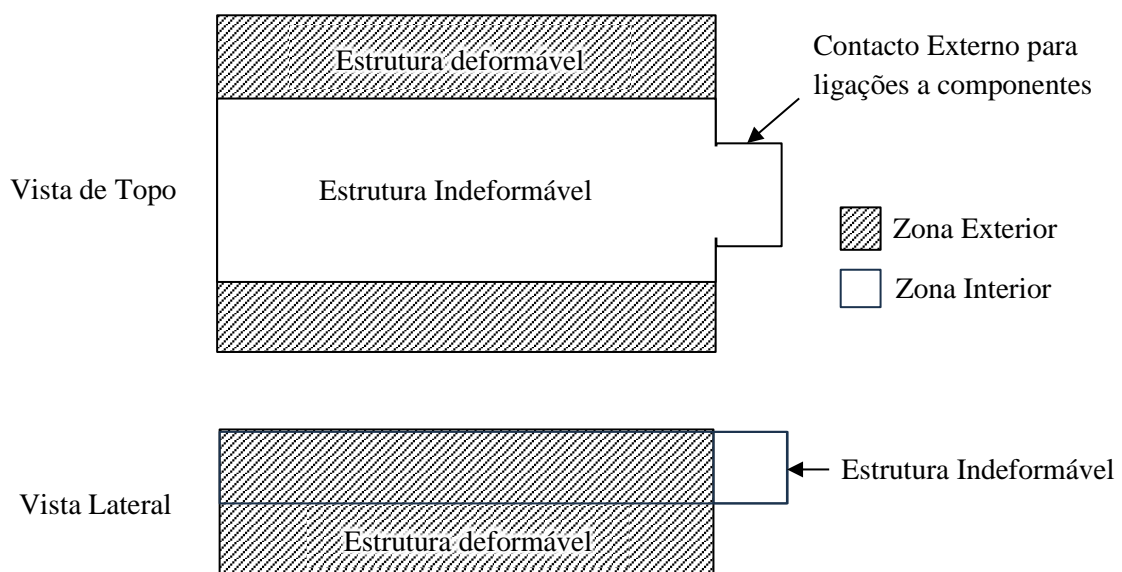 Estrutura deformável
Contacto Externo para
ligações a componentes
Vista de Topo
Estrutura Indeformável
Zona Exterior
Zona Interior
Estrutura Indeformável
Vista Lateral
Estrutura deformável